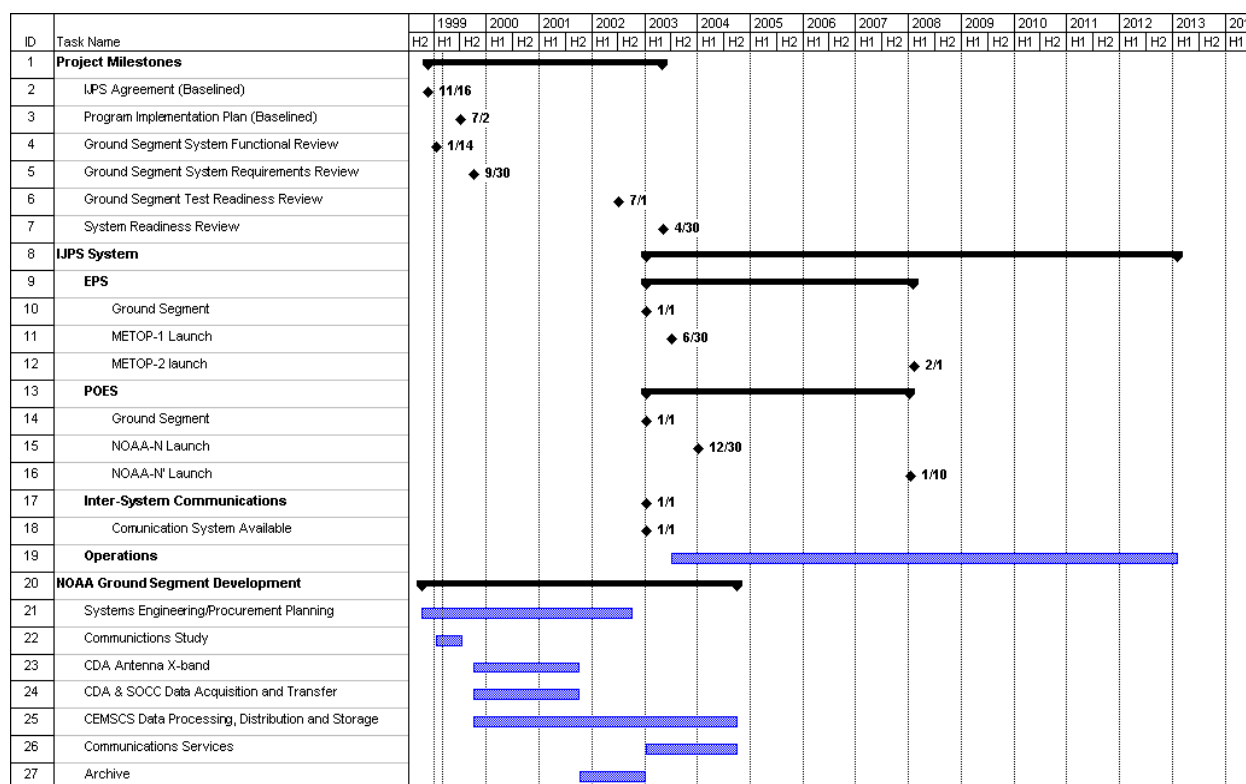 1999 2000 2001 2002 2003 2004 2005 2006 2007 2008 2009 2010 2011 2012 2013 201
ID Task Name H2 H1 H2 H1 H2 H1 H2 H1 H2 H1 H2 H1 H2 H1 H2 H1 H2 H1 H2 H1 H2 H1 H2 H1 H2 H1 H2 H1 H2 H1 H2 H1
1 Project Milestones
2 IJPS Agreement (Baselined) 11/16
3 Program Implementation Plan (Baselined) 7/2
4 Ground Segment System Functional Review 1/14
5 Ground Segment System Requirements Review 9/30
6 Ground Segment Test Readiness Review 7/1
7 System Readiness Review 4/30
8 IJPS System
9 EPS
10 Ground Segment 1/1
11 METOP-1 Launch 6/30
12 METOP-2 launch 2/1
13 POES
14 Ground Segment 1/1
15 NOAA-N Launch 12/30
16 NOAA-N' Launch 1/10
17 Inter-System Communications 1/1
18 Comunication System Available 1/1
19 Operations
20 NOAA Ground Segment Development
21 Systems Engineering/Procurement Planning
22 Communictions Study
23 CDA Antenna X-band
24 CDA & SOCC Data Acquisition and Transfer
25 CEMSCS Data Processing, Distribution and Storage
26 Communications Services
27 Archive